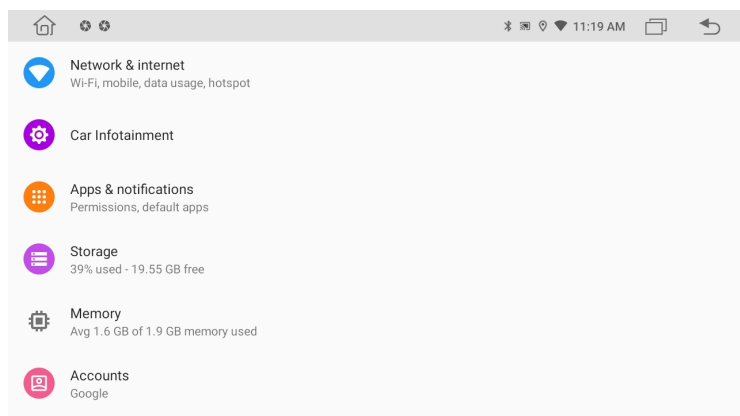 11:19 AM
Network & internet
Wi-Fi, mobile, data usage, hotspot
Car Infotainment
Apps & notifications
Permissions, default apps
Storage
39% used - 19.55 GB free
Memory
Avg 1.6 GB of 1.9 GB memory used
Accounts
Google